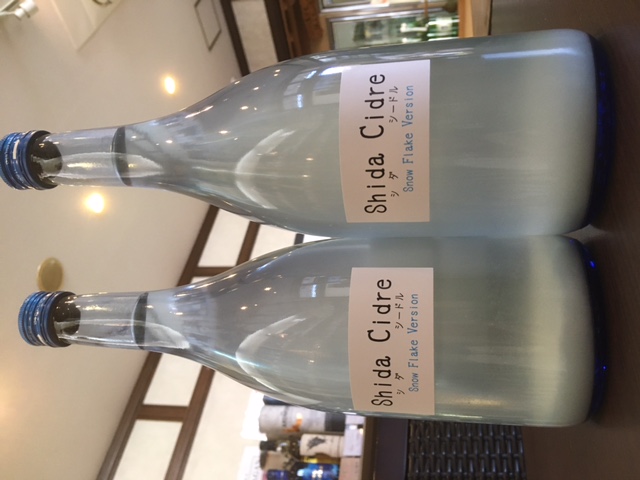 Shida Cidre
シダ シードル
Snow Flake Version
Shida Cidre
シダ シードル
Snow Flake Version